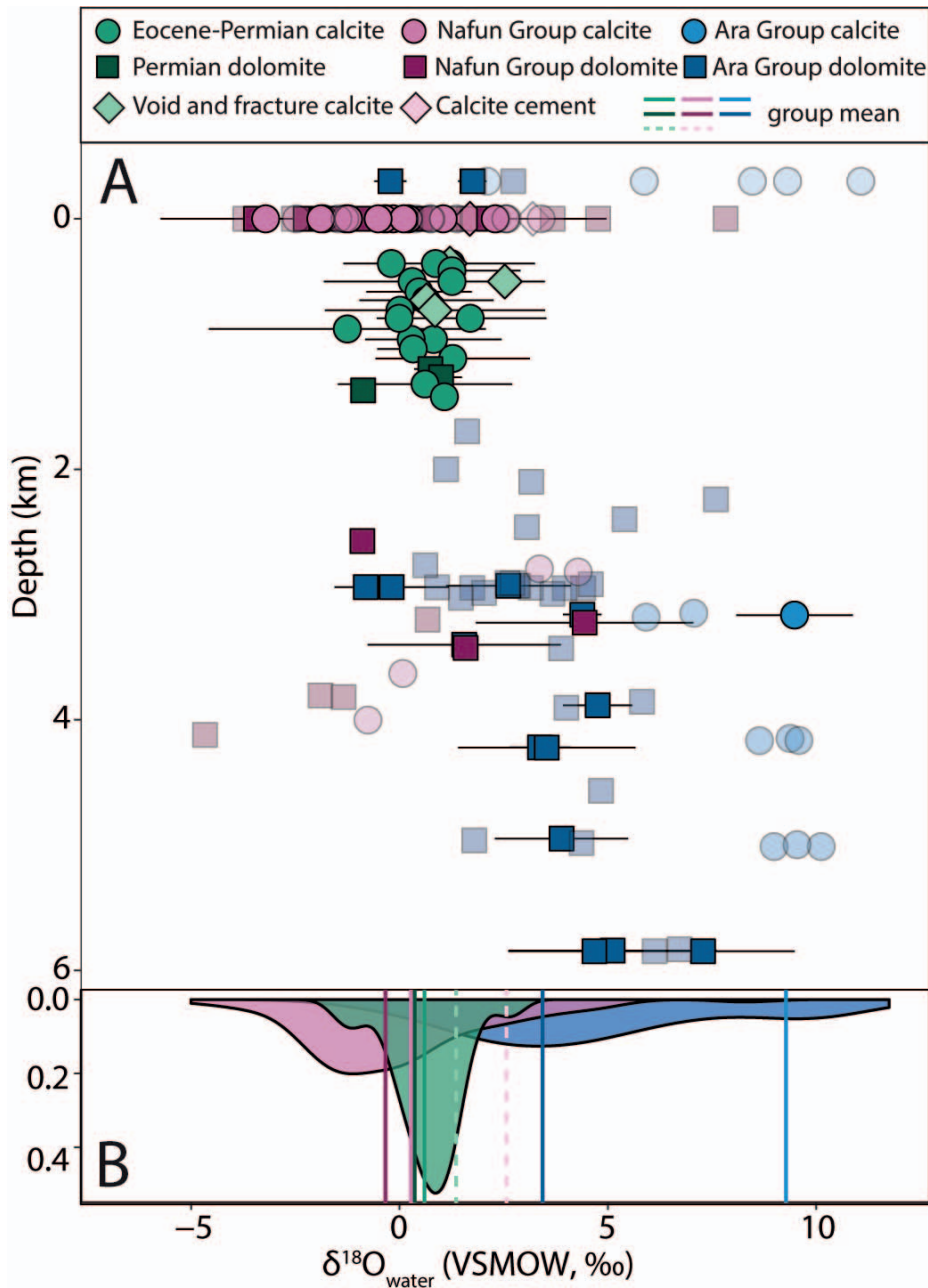 Eocene-Permian calcite Nafun Group calcite Ara Group calcite
Permian dolomite Nafun Group dolomite Ara Group dolomite
Void and fracture calcite Calcite cement group mean
A
0
2
4
6
Depth (km)
0.0
0.2
0.4
B
−5 0 5 10
δ¹⁸O_water (VSMOW, ‰)